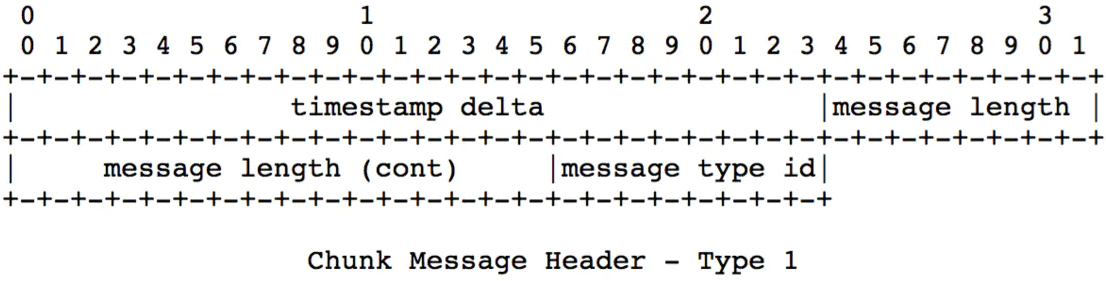 0                   1                   2                   3
 0 1 2 3 4 5 6 7 8 9 0 1 2 3 4 5 6 7 8 9 0 1 2 3 4 5 6 7 8 9 0 1
+-+-+-+-+-+-+-+-+-+-+-+-+-+-+-+-+-+-+-+-+-+-+-+-+-+-+-+-+-+-+-+-+
|                timestamp delta                |message length |
+-+-+-+-+-+-+-+-+-+-+-+-+-+-+-+-+-+-+-+-+-+-+-+-+-+-+-+-+-+-+-+-+
|     message length (cont)     |message type id|
+-+-+-+-+-+-+-+-+-+-+-+-+-+-+-+-+-+-+-+-+-+-+-+-+
Chunk Message Header - Type 1